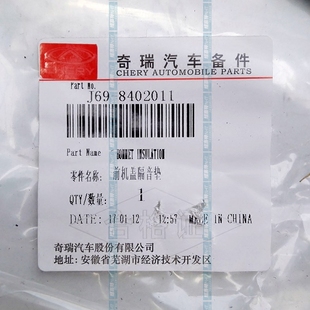 奇瑞汽车备件
CHERY AUTOMOBILE PARTS
Part No.
J69 8402011
Part Name BONNET INSULATION
零件名称: 前机盖隔音垫
QTY/数量: 1
DATE: 17-01-12 12:57 MADE IN CHINA
奇瑞汽车股份有限公司
地址: 安徽省芜湖市经济技术开发区